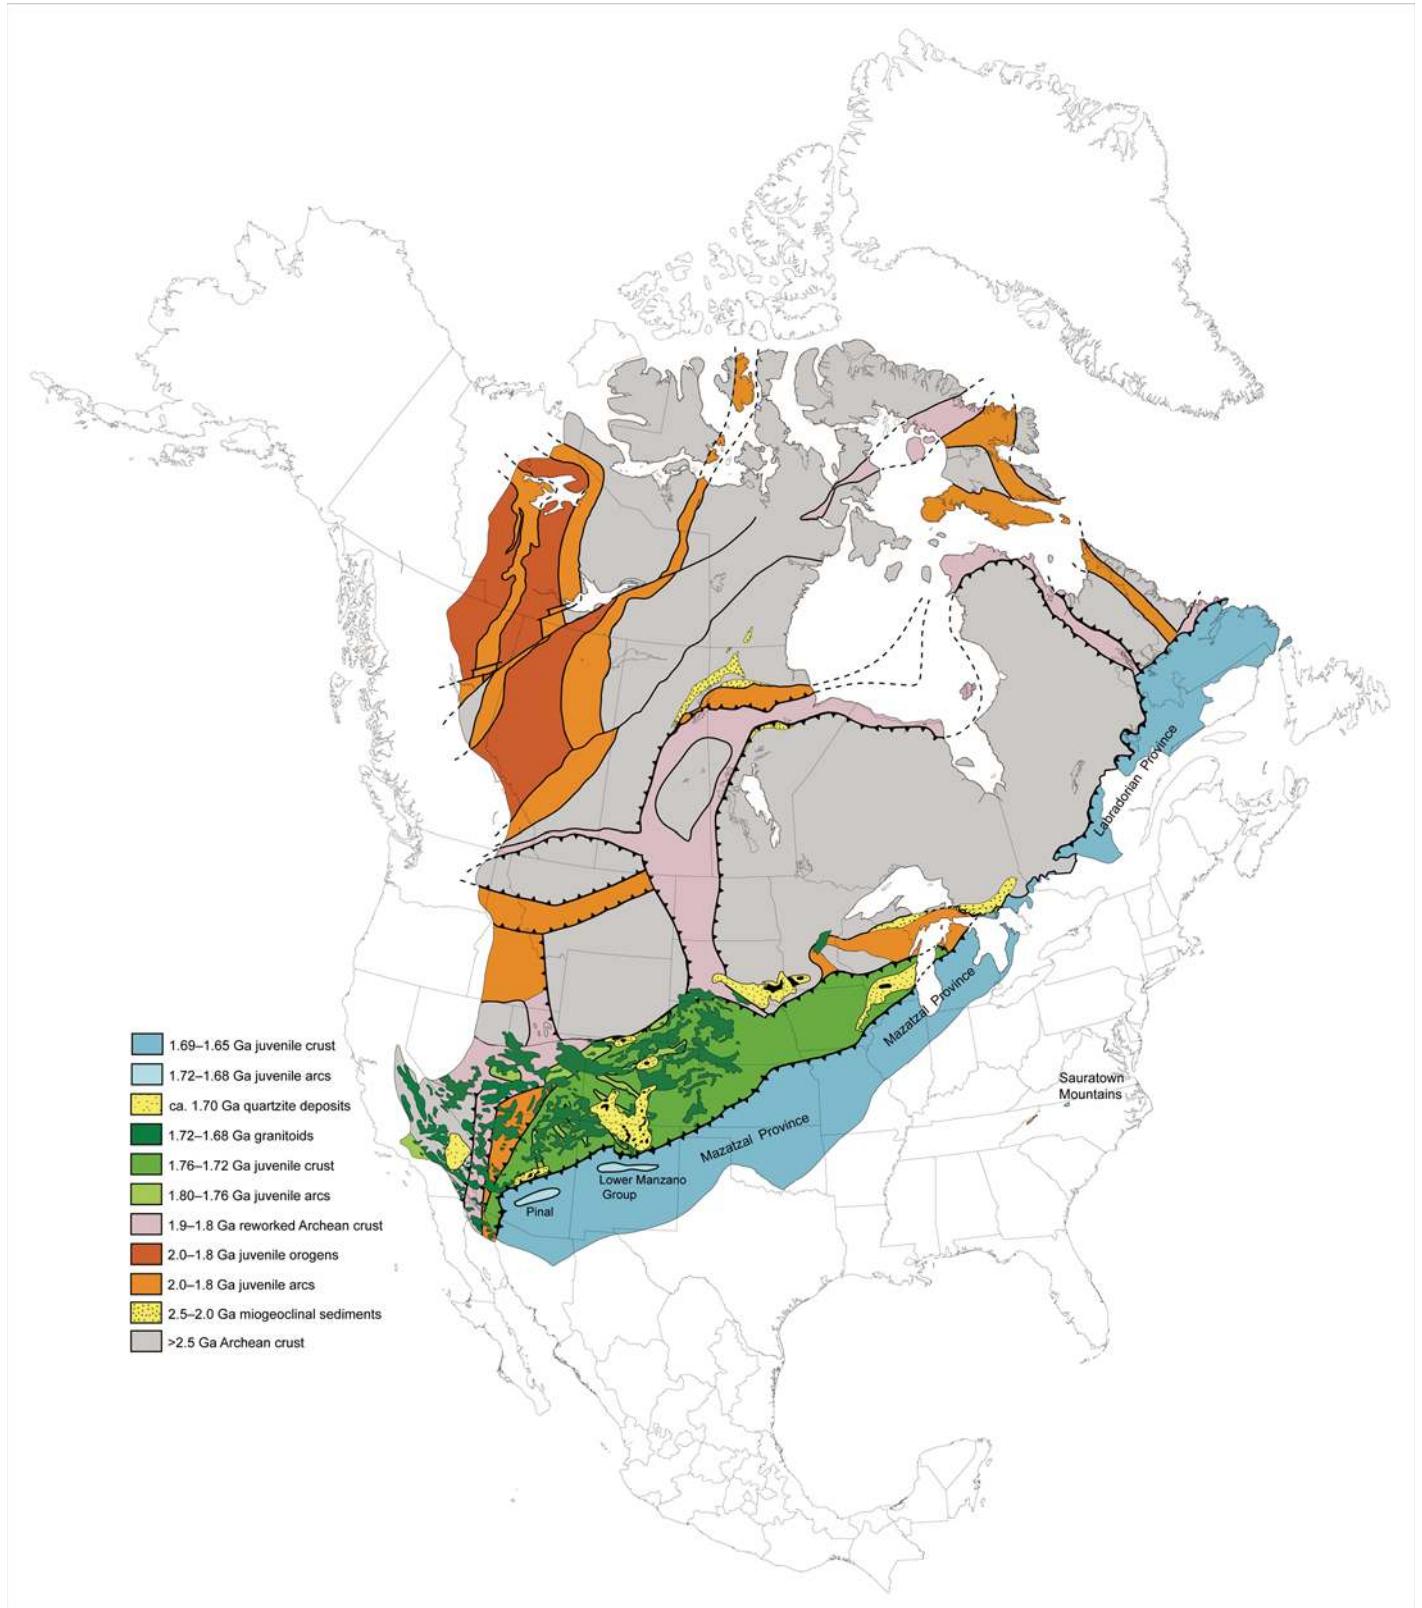 Labradorian Province
Mazatzal Province
1.69–1.65 Ga juvenile crust
1.72–1.68 Ga juvenile arcs
ca. 1.70 Ga quartzite deposits
1.72–1.68 Ga granitoids
1.76–1.72 Ga juvenile crust
1.80–1.76 Ga juvenile arcs
1.9–1.8 Ga reworked Archean crust
2.0–1.8 Ga juvenile orogens
2.0–1.8 Ga juvenile arcs
2.5–2.0 Ga miogeoclinal sediments
>2.5 Ga Archean crust
Sauratown
Mountains
Mazatzal Province
Lower Manzano
Group
Pinal